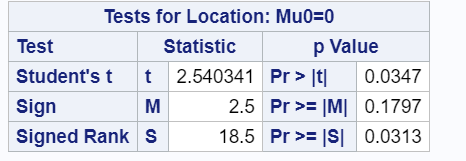 Tests for Location: Mu0=0
Test Statistic p Value
Student's t t 2.540341 Pr > |t| 0.0347
Sign M 2.5 Pr >= |M| 0.1797
Signed Rank S 18.5 Pr >= |S| 0.0313